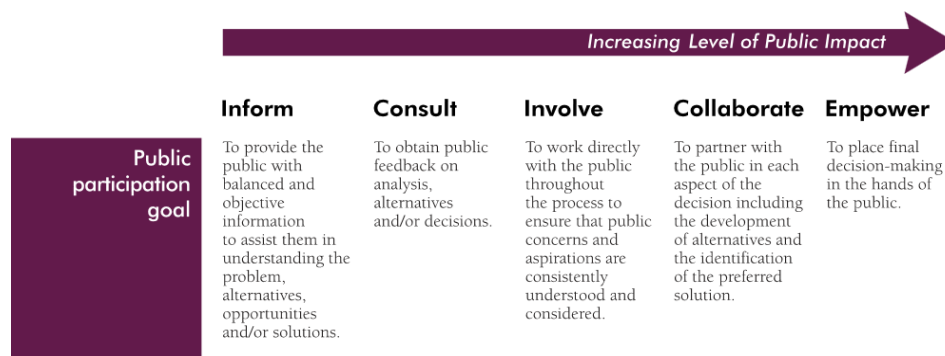 Increasing Level of Public Impact
Inform
Consult
Involve
Collaborate
Empower
Public
participation
goal
To provide the
public with
balanced and
objective
information
to assist them in
understanding the
problem,
alternatives,
opportunities
and/or solutions.
To obtain public
feedback on
analysis,
alternatives
and/or decisions.
To work directly
with the public
throughout
the process to
ensure that public
concerns and
aspirations are
consistently
understood and
considered.
To partner with
the public in each
aspect of the
decision including
the development
of alternatives and
the identification
of the preferred
solution.
To place final
decision-making
in the hands of
the public.